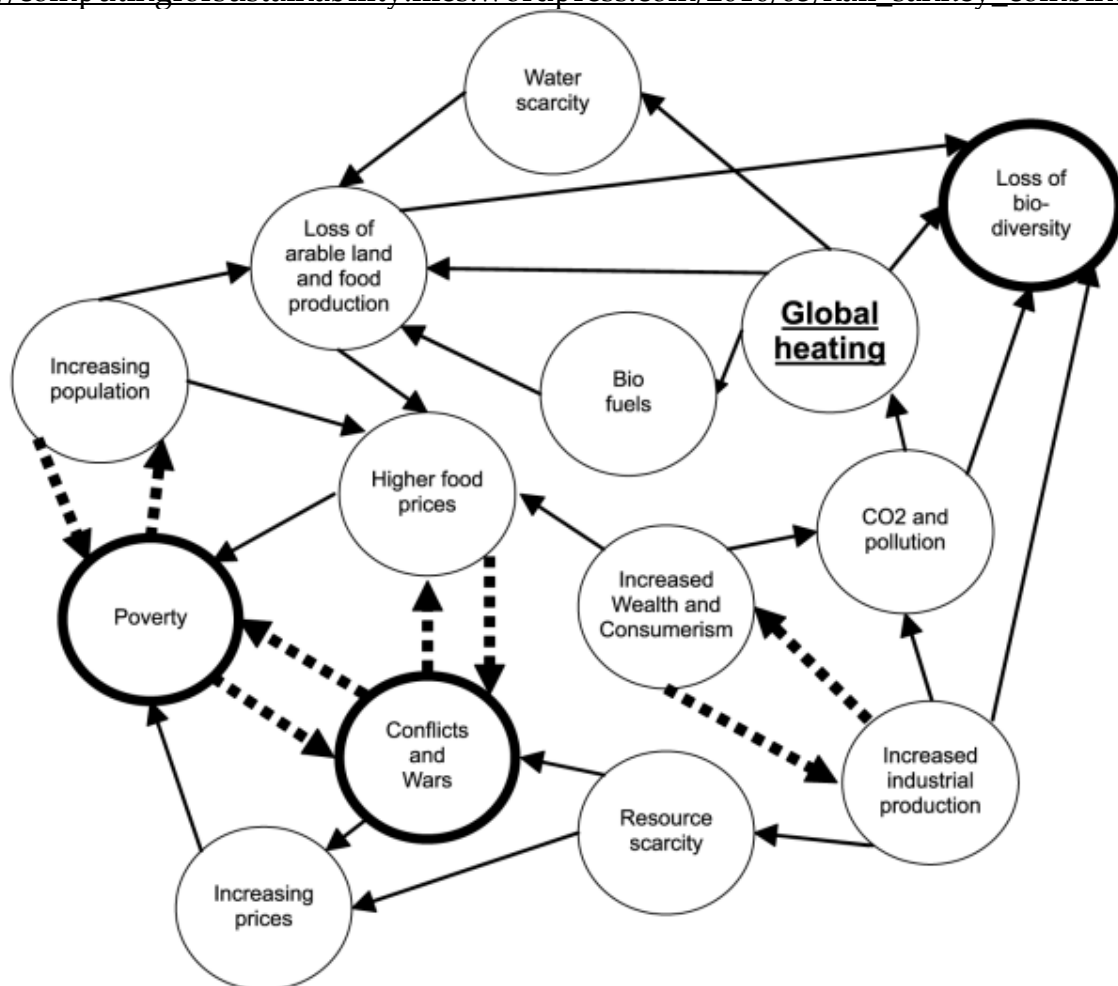 Water
scarcity
Loss of
bio-
diversity
Loss of
arable land
and food
production
Global
heating
Increasing
population
Bio
fuels
Higher food
prices
CO2 and
pollution
Increased
Wealth and
Consumerism
Poverty
Conflicts
and
Wars
Increased
industrial
production
Resource
scarcity
Increasing
prices